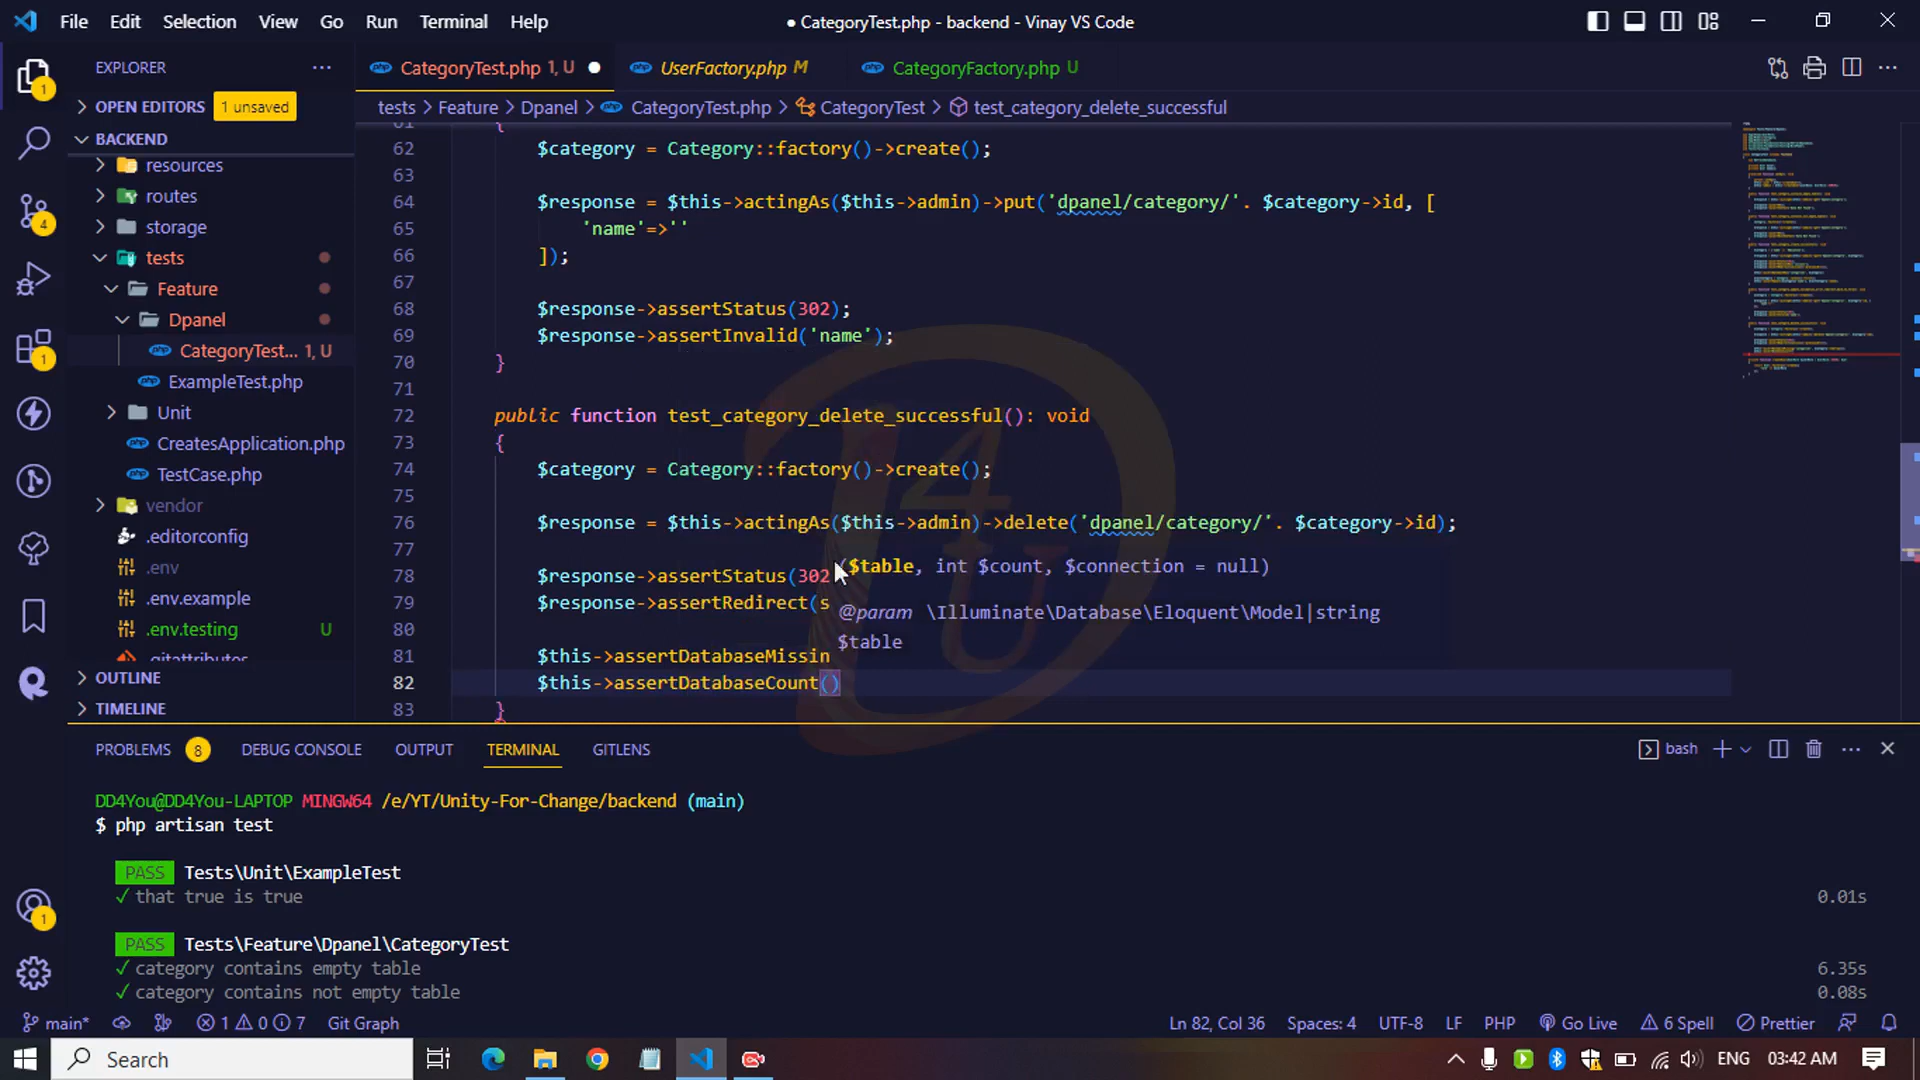 File Edit Selection View Go Run Terminal Help
● CategoryTest.php - backend - Vinay VS Code
EXPLORER
OPEN EDITORS 1 unsaved
BACKEND
resources
routes
storage
tests
Feature
Dpanel
CategoryTest... 1, U
ExampleTest.php
Unit
CreatesApplication.php
TestCase.php
vendor
.editorconfig
.env
.env.example
.env.testing U
.gitattributes
OUTLINE
TIMELINE
CategoryTest.php 1, U
UserFactory.php M
CategoryFactory.php U
tests > Feature > Dpanel > CategoryTest.php > CategoryTest > test_category_delete_successful
61 {
62 $category = Category::factory()->create();
63
64 $response = $this->actingAs($this->admin)->put('dpanel/category/'. $category->id, [
65 'name'=>''
66 ]);
67
68 $response->assertStatus(302);
69 $response->assertInvalid('name');
70 }
71
72 public function test_category_delete_successful(): void
73 {
74 $category = Category::factory()->create();
75
76 $response = $this->actingAs($this->admin)->delete('dpanel/category/'. $category->id);
77
78 $response->assertStatus(302
79 $response->assertRedirect(s
80
81 $this->assertDatabaseMissin
82 $this->assertDatabaseCount()
83 }
($table, int $count, $connection = null)
@param \Illuminate\Database\Eloquent\Model|string
$table
4
U
PROBLEMS 8 DEBUG CONSOLE OUTPUT TERMINAL GITLENS
bash
DD4You@DD4You-LAPTOP MINGW64 /e/YT/Unity-For-Change/backend (main)
$ php artisan test
PASS Tests\Unit\ExampleTest
✓ that true is true 0.01s
PASS Tests\Feature\Dpanel\CategoryTest
✓ category contains empty table 6.35s
✓ category contains not empty table 0.08s
1
4
1
1
main* 1 0 7 Git Graph
Ln 82, Col 36 Spaces: 4 UTF-8 LF PHP Go Live 6 Spell Prettier
Search
ENG 03:42 AM